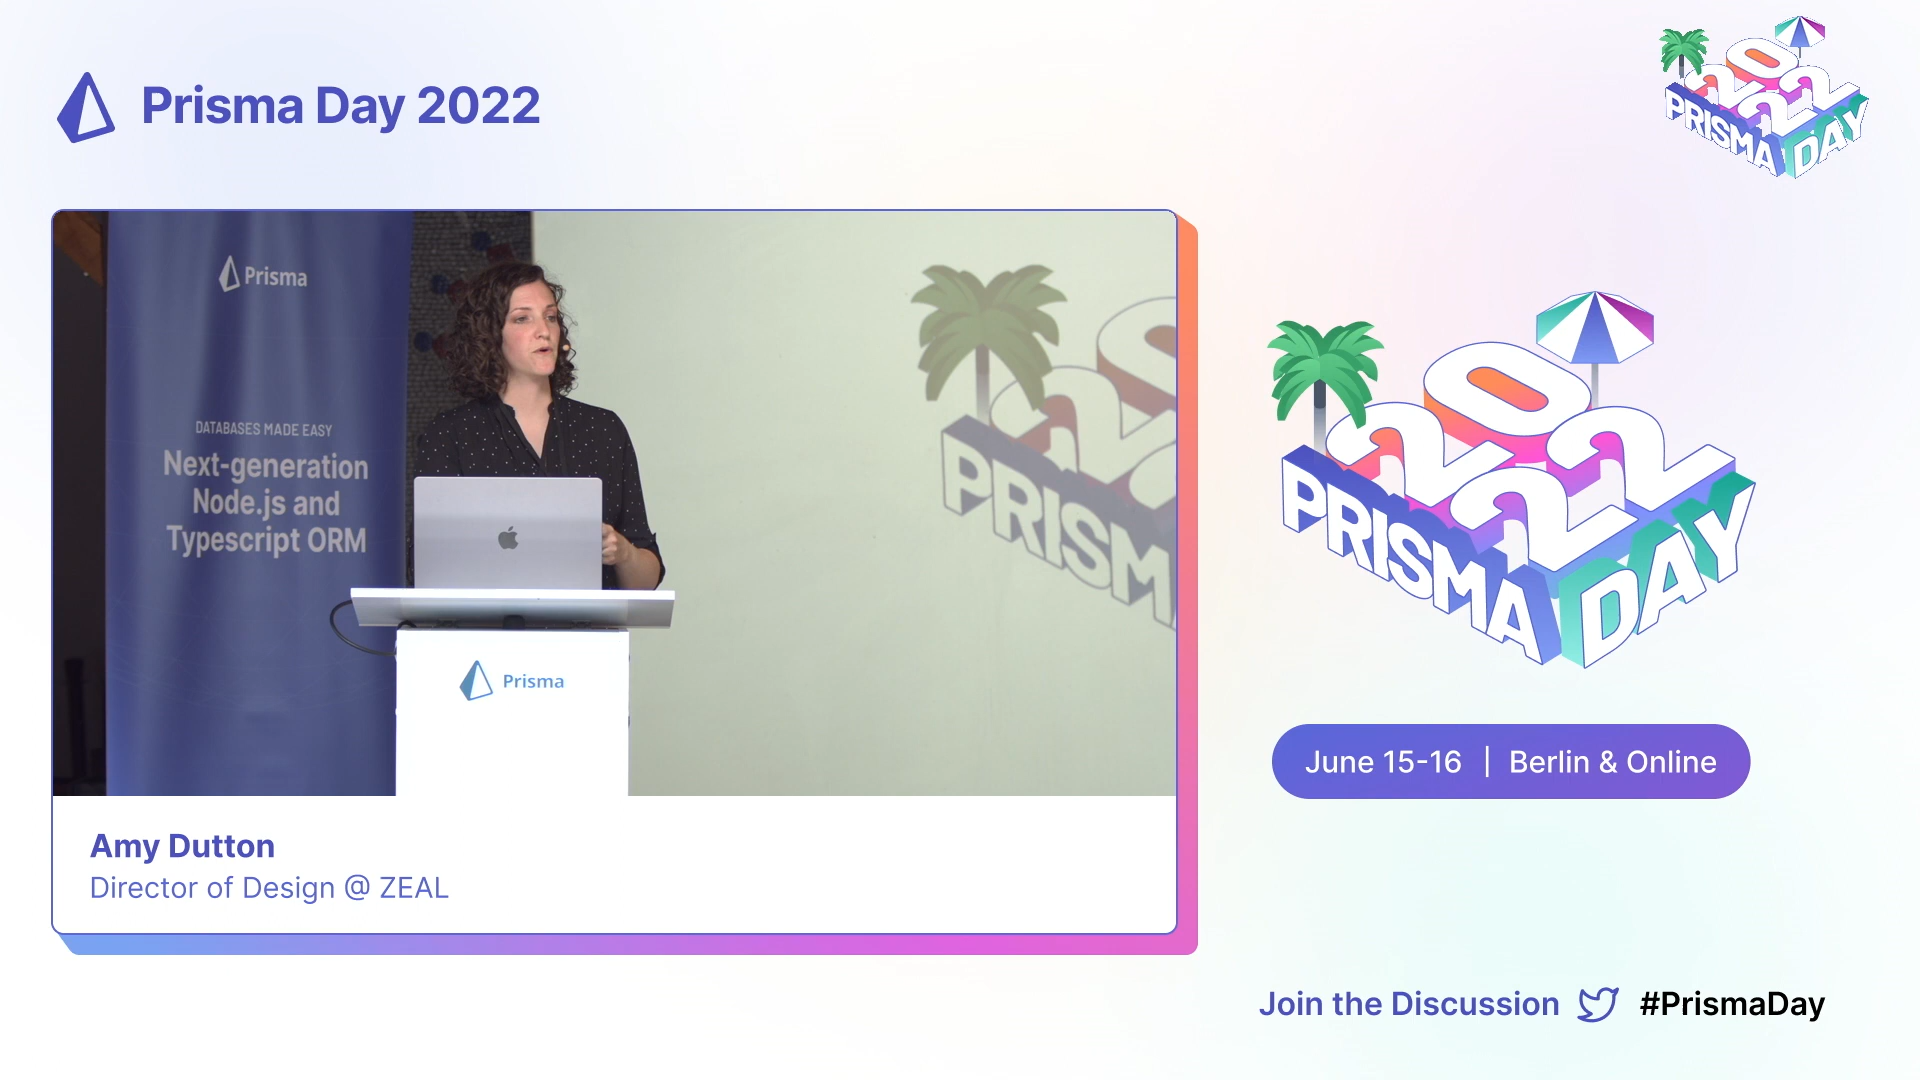 Prisma Day 2022
2022
PRISMA DAY
Prisma
DATABASES MADE EASY
Next-generation
Node.js and
Typescript ORM
Prisma
2022
PRISMA DAY
June 15-16 | Berlin & Online
Amy Dutton
Director of Design @ ZEAL
Join the Discussion #PrismaDay